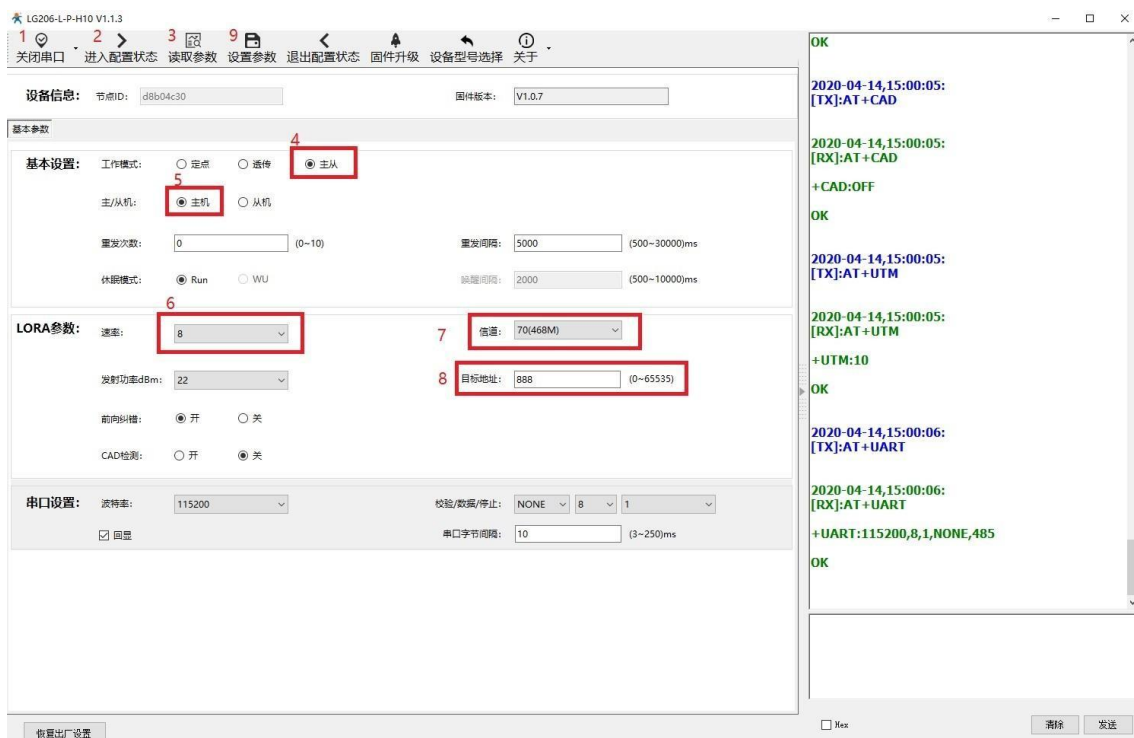 LG206-L-P-H10 V1.1.3
1 2 3 9
关闭串口 进入配置状态 读取参数 设置参数 退出配置状态 固件升级 设备型号选择 关于
设备信息: 节点ID: d8b04c30 固件版本: V1.0.7
基本参数
4
基本设置: 工作模式: 定点 透传 主从
5
主/从机: 主机 从机
重发次数: 0 (0~10) 重发间隔: 5000 (500~30000)ms
休眠模式: Run WU 唤醒间隔: 2000 (500~10000)ms
6
LORA参数: 速率: 8 7 信道: 70(468M)
发射功率dBm: 22 8 目标地址: 888 (0~65535)
前向纠错: 开 关
CAD检测: 开 关
串口设置: 波特率: 115200 校验/数据/停止: NONE 8 1
回显 串口字节间隔: 10 (3~250)ms
恢复出厂设置
OK
2020-04-14,15:00:05:
[TX]:AT+CAD
2020-04-14,15:00:05:
[RX]:AT+CAD
+CAD:OFF
OK
2020-04-14,15:00:05:
[TX]:AT+UTM
2020-04-14,15:00:05:
[RX]:AT+UTM
+UTM:10
OK
2020-04-14,15:00:06:
[TX]:AT+UART
2020-04-14,15:00:06:
[RX]:AT+UART
+UART:115200,8,1,NONE,485
OK
Hex 清除 发送